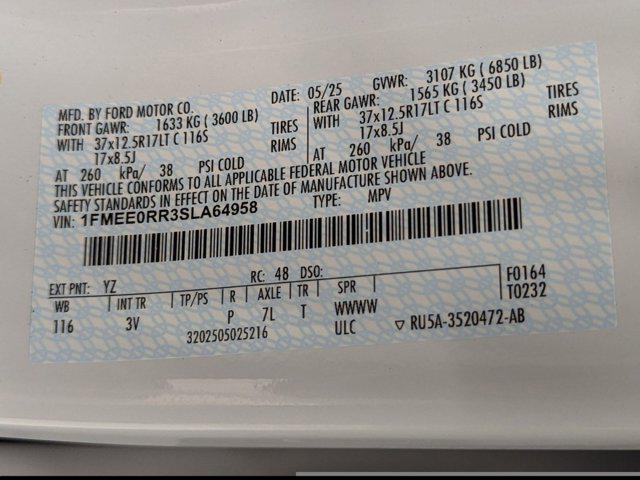 MFD. BY FORD MOTOR CO. DATE: 05/25 GVWR: 3107 KG ( 6850 LB)
FRONT GAWR: 1633 KG ( 3600 LB) REAR GAWR: 1565 KG ( 3450 LB)
WITH 37x12.5R17LT C 116S TIRES WITH 37x12.5R17LT C 116S TIRES
17x8.5J RIMS 17x8.5J RIMS
AT 260 kPa/ 38 PSI COLD AT 260 kPa/ 38 PSI COLD
THIS VEHICLE CONFORMS TO ALL APPLICABLE FEDERAL MOTOR VEHICLE
SAFETY STANDARDS IN EFFECT ON THE DATE OF MANUFACTURE SHOWN ABOVE.
VIN: 1FMEE0RR3SLA64958 TYPE: MPV
EXT PNT: YZ RC: 48 DSO: F0164
WB INT TR TP/PS R AXLE TR SPR T0232
116 3V P 7L T WWWW
3202505025216 ULC ▽ RU5A-3520472-AB